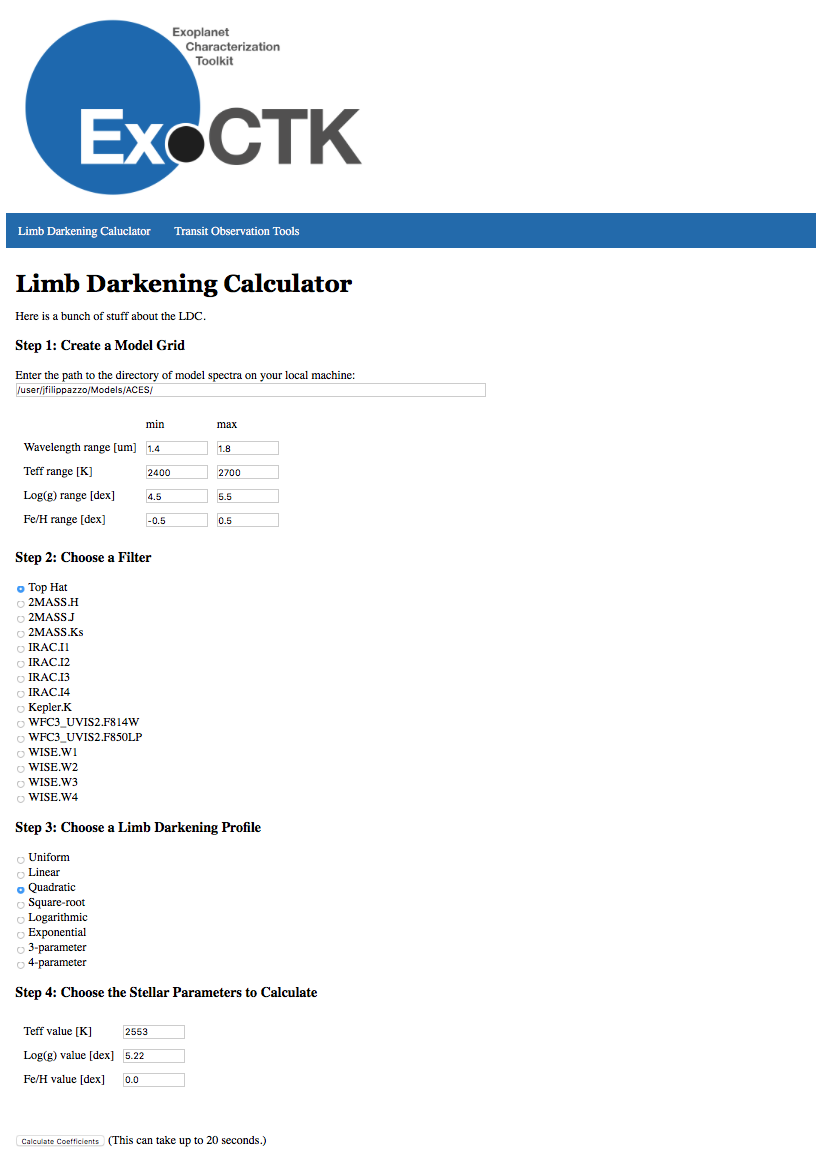 Exoplanet
Characterization
Toolkit
ExoCTK
Limb Darkening Caluclator Transit Observation Tools
Limb Darkening Calculator
Here is a bunch of stuff about the LDC.
Step 1: Create a Model Grid
Enter the path to the directory of model spectra on your local machine:
/user/jfilippazzo/Models/ACES/
min max
Wavelength range [um] 1.4 1.8
Teff range [K] 2400 2700
Log(g) range [dex] 4.5 5.5
Fe/H range [dex] -0.5 0.5
Step 2: Choose a Filter
Top Hat
2MASS.H
2MASS.J
2MASS.Ks
IRAC.I1
IRAC.I2
IRAC.I3
IRAC.I4
Kepler.K
WFC3_UVIS2.F814W
WFC3_UVIS2.F850LP
WISE.W1
WISE.W2
WISE.W3
WISE.W4
Step 3: Choose a Limb Darkening Profile
Uniform
Linear
Quadratic
Square-root
Logarithmic
Exponential
3-parameter
4-parameter
Step 4: Choose the Stellar Parameters to Calculate
Teff value [K] 2553
Log(g) value [dex] 5.22
Fe/H value [dex] 0.0
Calculate Coefficients (This can take up to 20 seconds.)